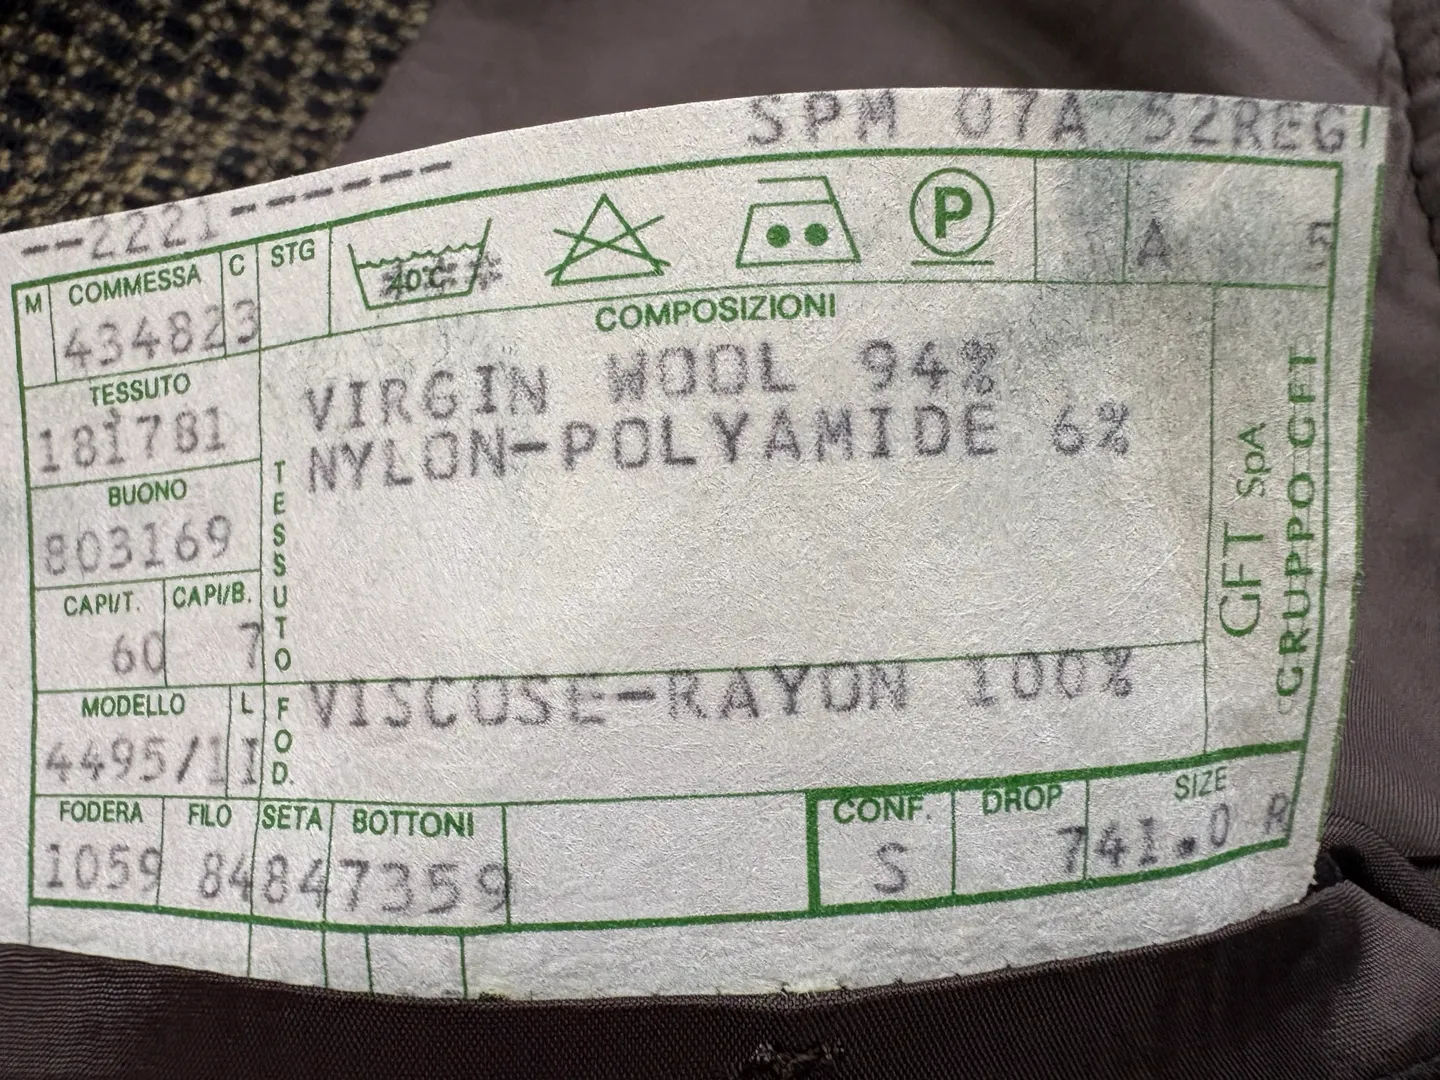 SPM 07A 52REG
--2221------
M COMMESSA C STG
434823
40°C
P
A
COMPOSIZIONI
TESSUTO
181781
VIRGIN WOOL 94%
NYLON-POLYAMIDE 6%
BUONO
803169
TESSUTO
CAPI/T. CAPI/B.
60 7
GFT SpA
GRUPPO GFT
MODELLO L
4495/1 I
FOD.
VISCOSE-RAYON 100%
FODERA FILO SETA BOTTONI
1059 84 84 7359
CONF. DROP SIZE
S 7 41.0 R